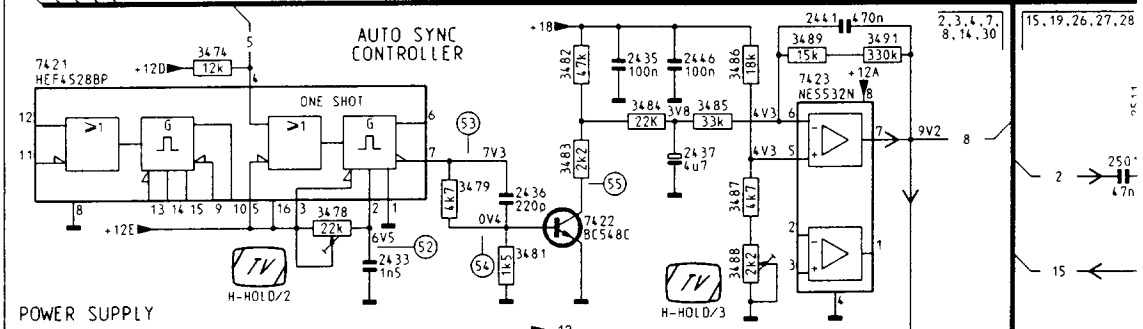 AUTO SYNC
CONTROLLER
5
3474
12k
+12D
4
7421
HEF4528BP
ONE SHOT
12
11
⩾1
G
⩾1
G
6
7
8
13
14
15
9
10
5
16
3
2
1
+12E
3478
22k
6V5
52
2433
1n5
TV
H-HOLD/2
53
7V3
3479
4k7
2436
220p
0V4
54
3481
1k5
7422
BC548C
55
+18
3482
47k
3483
2k2
2435
100n
2446
100n
3484
22K
3V8
3485
33k
2437
4u7
3486
18k
4V3
4V3
3487
4k7
3488
2k2
TV
H-HOLD/3
2441
470n
3489
15k
3491
330k
+12A
7423
NE5532N
8
6
5
7
-
+
2
3
-
+
1
4
9V2
8
2,3,4,7,
8,14,30
15,19,26,27,28
2
2501
47n
15
POWER SUPPLY
12